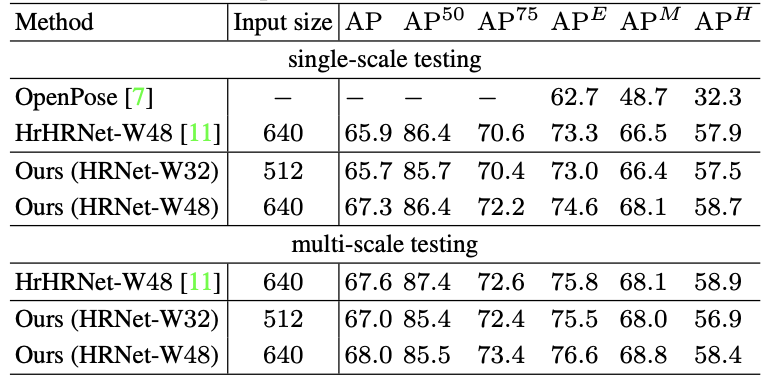 Method Input size AP AP^50 AP^75 AP^E AP^M AP^H
single-scale testing
OpenPose [7] – – – – 62.7 48.7 32.3
HrHRNet-W48 [11] 640 65.9 86.4 70.6 73.3 66.5 57.9
Ours (HRNet-W32) 512 65.7 85.7 70.4 73.0 66.4 57.5
Ours (HRNet-W48) 640 67.3 86.4 72.2 74.6 68.1 58.7
multi-scale testing
HrHRNet-W48 [11] 640 67.6 87.4 72.6 75.8 68.1 58.9
Ours (HRNet-W32) 512 67.0 85.4 72.4 75.5 68.0 56.9
Ours (HRNet-W48) 640 68.0 85.5 73.4 76.6 68.8 58.4